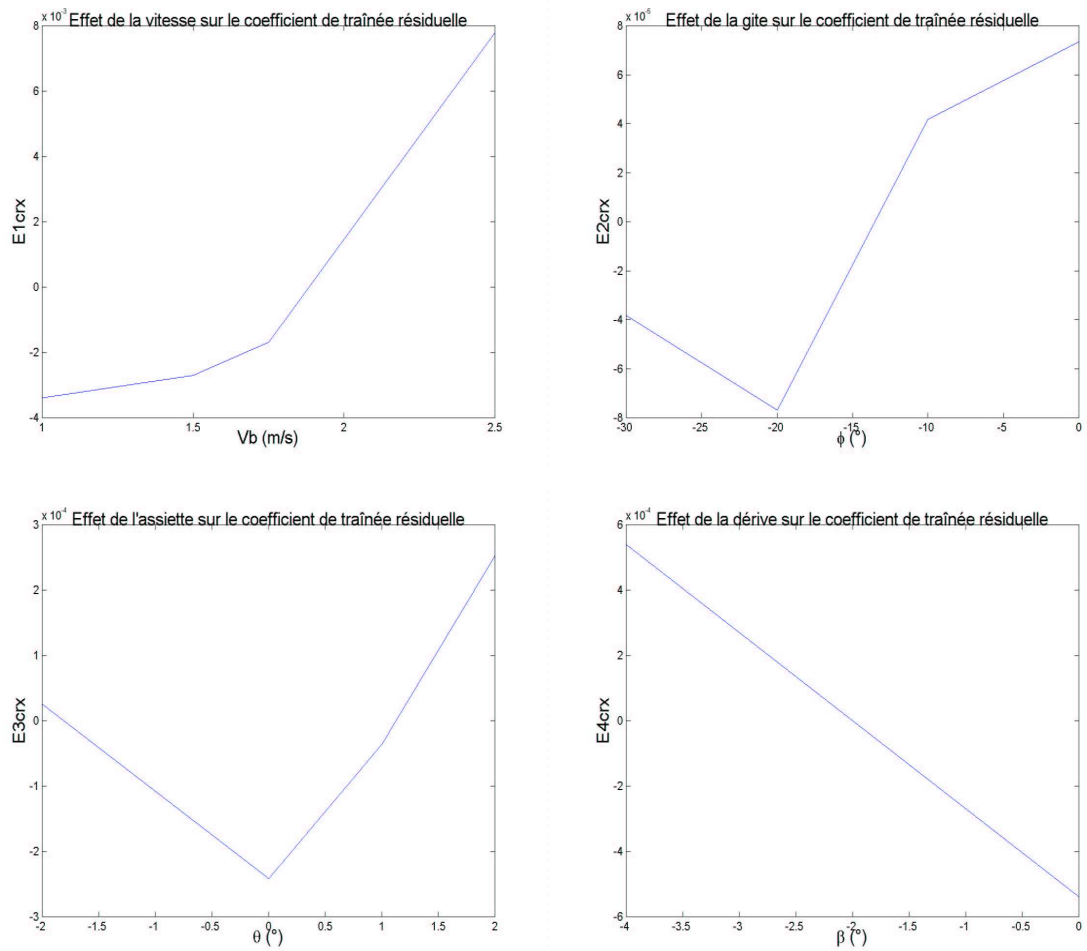 x 10⁻³ Effet de la vitesse sur le coefficient de traînée résiduelle
8
6
4
2
0
-2
-4
E1crx
1 1.5 2 2.5
Vb (m/s)
x 10⁻⁵ Effet de la gite sur le coefficient de traînée résiduelle
8
6
4
2
0
-2
-4
-6
-8
E2crx
-30 -25 -20 -15 -10 -5 0
ϕ (°)
x 10⁻⁴ Effet de l'assiette sur le coefficient de traînée résiduelle
3
2
1
0
-1
-2
-3
E3crx
-2 -1.5 -1 -0.5 0 0.5 1 1.5 2
θ (°)
x 10⁻⁴ Effet de la dérive sur le coefficient de traînée résiduelle
6
4
2
0
-2
-4
-6
E4crx
-4 -3.5 -3 -2.5 -2 -1.5 -1 -0.5 0
β (°)